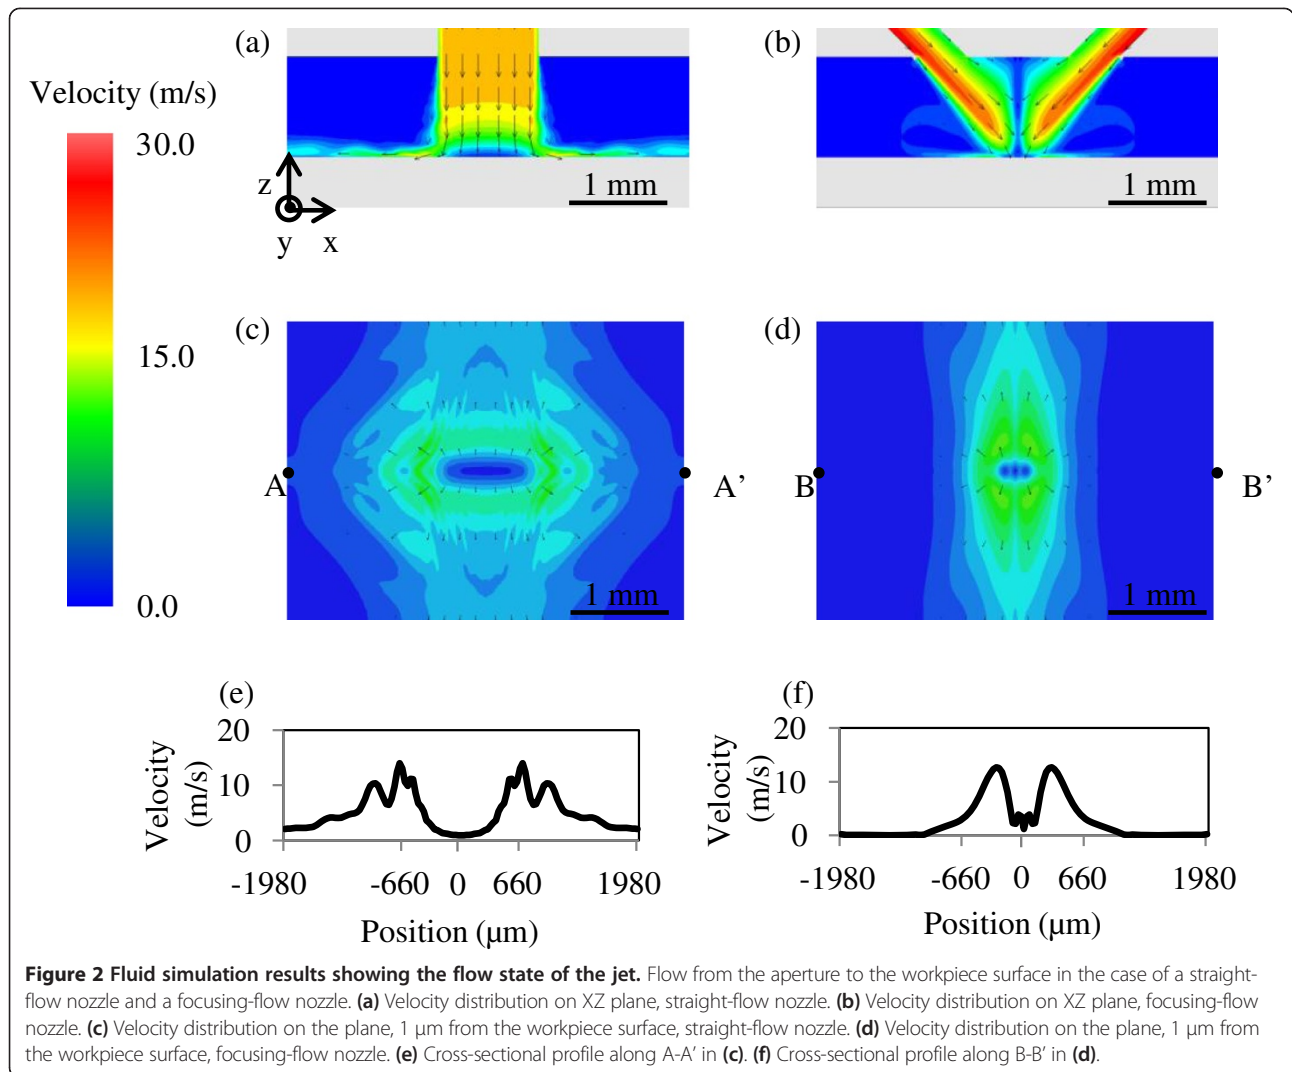 (a)
(b)
Velocity (m/s)
30.0
15.0
0.0
z
y
x
1 mm
1 mm
(c)
(d)
A
A’
B
B’
1 mm
1 mm
(e)
(f)
Velocity
(m/s)
20
10
0
-1980
-660
0
660
1980
Position (µm)
Velocity
(m/s)
20
10
0
-1980
-660
0
660
1980
Position (µm)
Figure 2 Fluid simulation results showing the flow state of the jet. Flow from the aperture to the workpiece surface in the case of a straight-
flow nozzle and a focusing-flow nozzle. (a) Velocity distribution on XZ plane, straight-flow nozzle. (b) Velocity distribution on XZ plane, focusing-flow
nozzle. (c) Velocity distribution on the plane, 1 µm from the workpiece surface, straight-flow nozzle. (d) Velocity distribution on the plane, 1 µm from
the workpiece surface, focusing-flow nozzle. (e) Cross-sectional profile along A-A’ in (c). (f) Cross-sectional profile along B-B’ in (d).